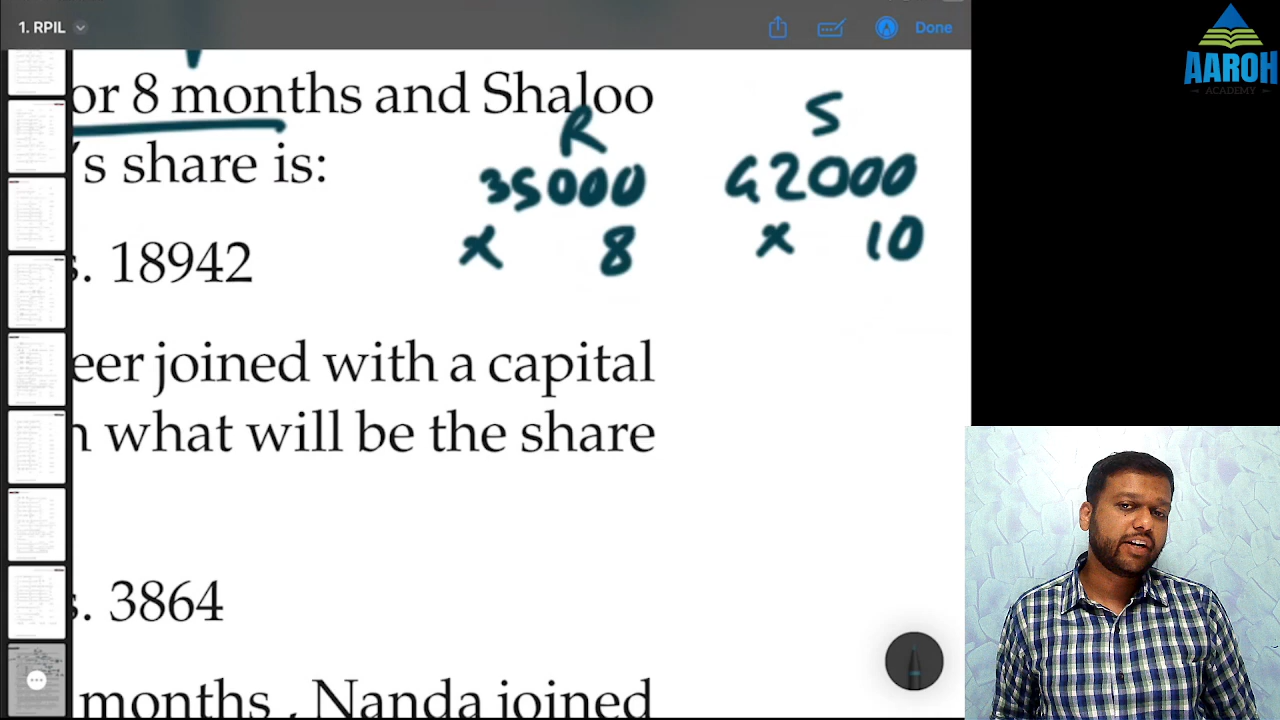 1. RPIL
Done
AAROH
ACADEMY
or 8 months and Shaloo
's share is:
R
S
35000
42000
x 8
x 10
s. 18942
eer joined with a capital
n what will be the share
s. 3864
months , Nanda joined